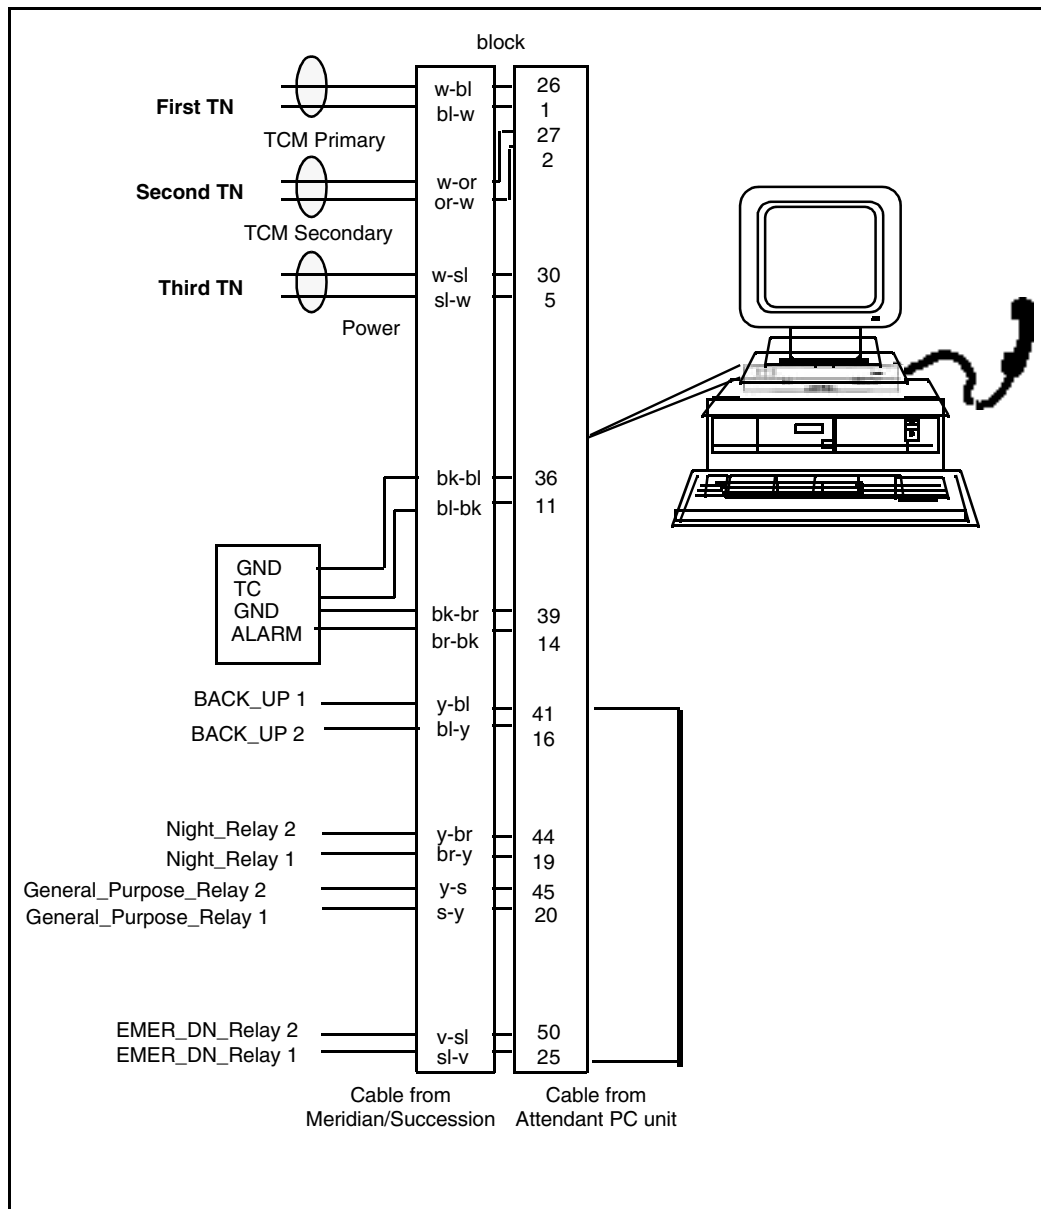 block
w-bl 26
First TN
bl-w 1
27
TCM Primary
2
Second TN
w-or
or-w
TCM Secondary
w-sl 30
Third TN
sl-w 5
Power
bk-bl 36
bl-bk 11
GND
TC
GND
bk-br 39
ALARM
br-bk 14
BACK_UP 1
y-bl 41
BACK_UP 2
bl-y 16
Night_Relay 2
y-br 44
Night_Relay 1
br-y 19
General_Purpose_Relay 2
y-s 45
General_Purpose_Relay 1
s-y 20
EMER_DN_Relay 2
v-sl 50
EMER_DN_Relay 1
sl-v 25
Cable from
Meridian/Succession
Cable from
Attendant PC unit